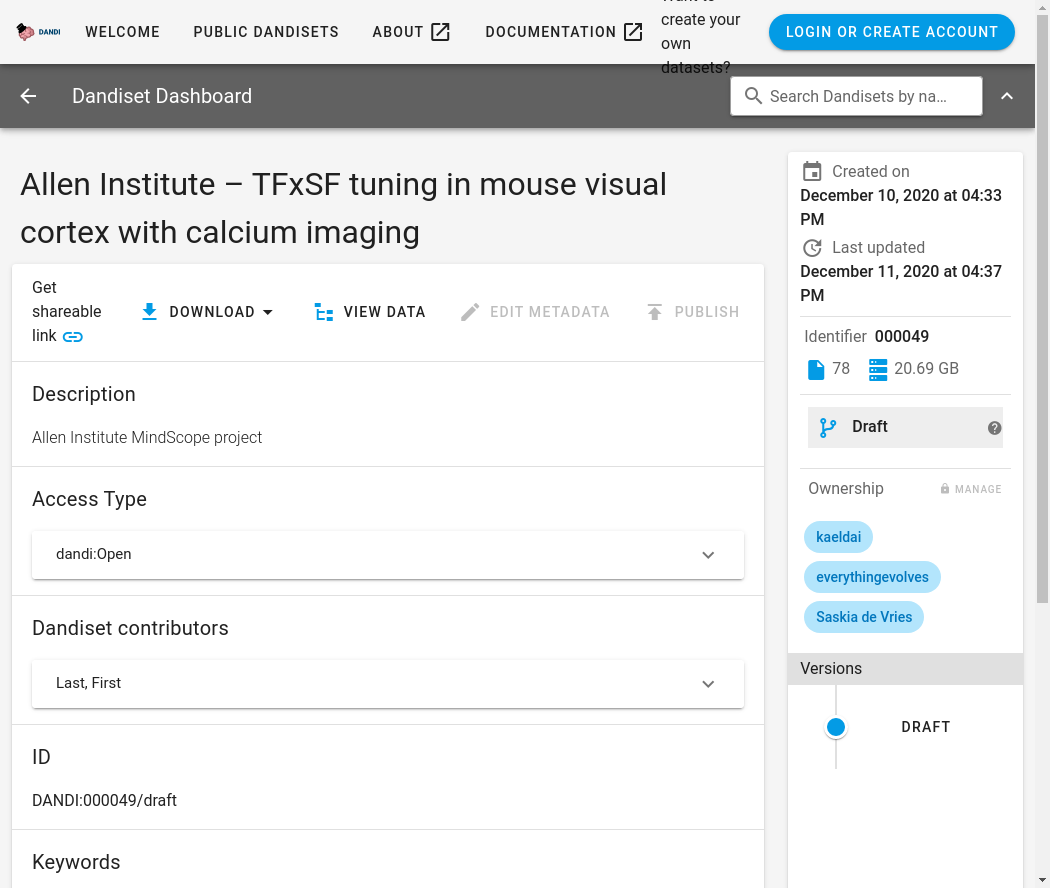 DANDI
WELCOME
PUBLIC DANDISETS
ABOUT
DOCUMENTATION
create your
own
datasets?
LOGIN OR CREATE ACCOUNT
Dandiset Dashboard
Search Dandisets by na...
Allen Institute – TFxSF tuning in mouse visual
cortex with calcium imaging
Get
shareable
link
DOWNLOAD
VIEW DATA
EDIT METADATA
PUBLISH
Description
Allen Institute MindScope project
Access Type
dandi:Open
Dandiset contributors
Last, First
ID
DANDI:000049/draft
Keywords
Created on
December 10, 2020 at 04:33
PM
Last updated
December 11, 2020 at 04:37
PM
Identifier 000049
78
20.69 GB
Draft
Ownership
MANAGE
kaeldai
everythingevolves
Saskia de Vries
Versions
DRAFT